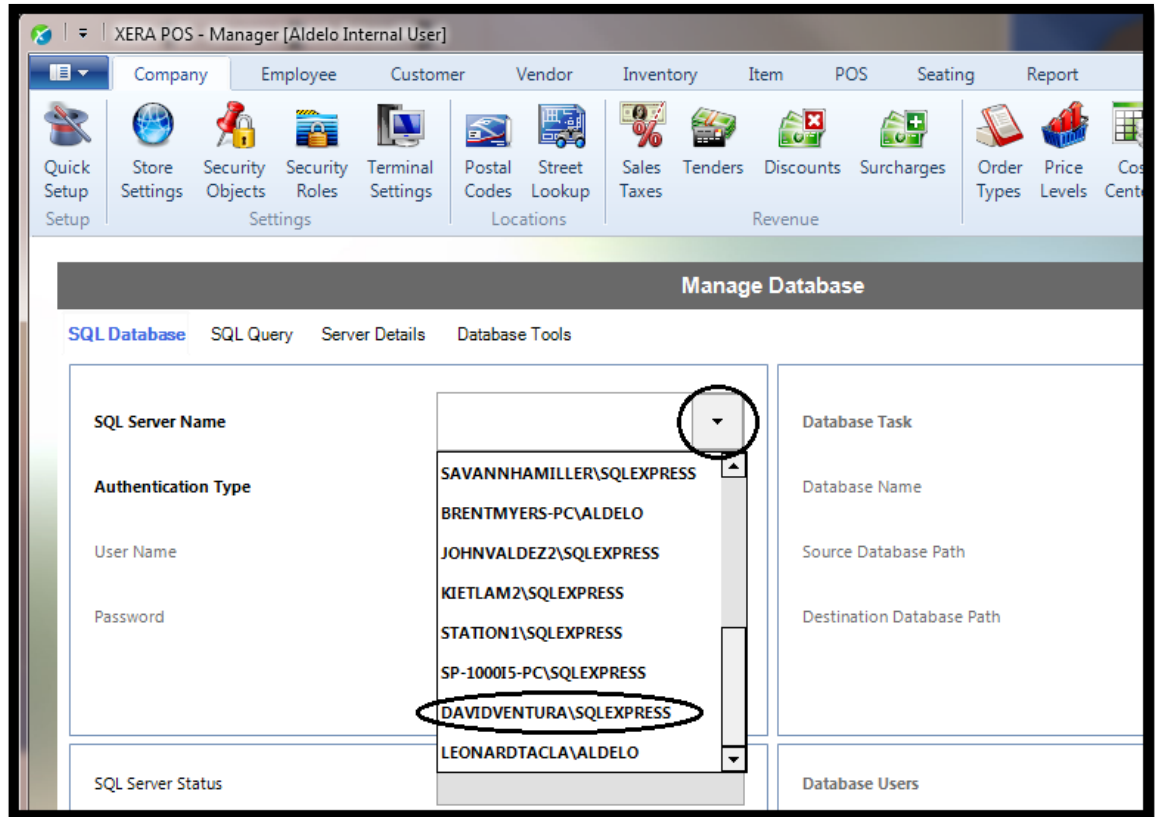 XERA POS - Manager [Aldelo Internal User]
Company Employee Customer Vendor Inventory Item POS Seating Report
Quick Setup
Store Settings
Security Objects
Security Roles
Terminal Settings
Postal Codes
Street Lookup
Sales Taxes
Tenders
Discounts
Surcharges
Order Types
Price Levels
Setup Settings Locations Revenue
Manage Database
SQL Database SQL Query Server Details Database Tools
SQL Server Name
SAVANNHAMILLER\SQLEXPRESS
Authentication Type
BRENTMYERS-PC\ALDELO
User Name
JOHNVALDEZ2\SQLEXPRESS
KIETLAM2\SQLEXPRESS
Password
STATION1\SQLEXPRESS
SP-1000I5-PC\SQLEXPRESS
DAVIDVENTURA\SQLEXPRESS
LEONARDTACLA\ALDELO
SQL Server Status
Database Task
Database Name
Source Database Path
Destination Database Path
Database Users